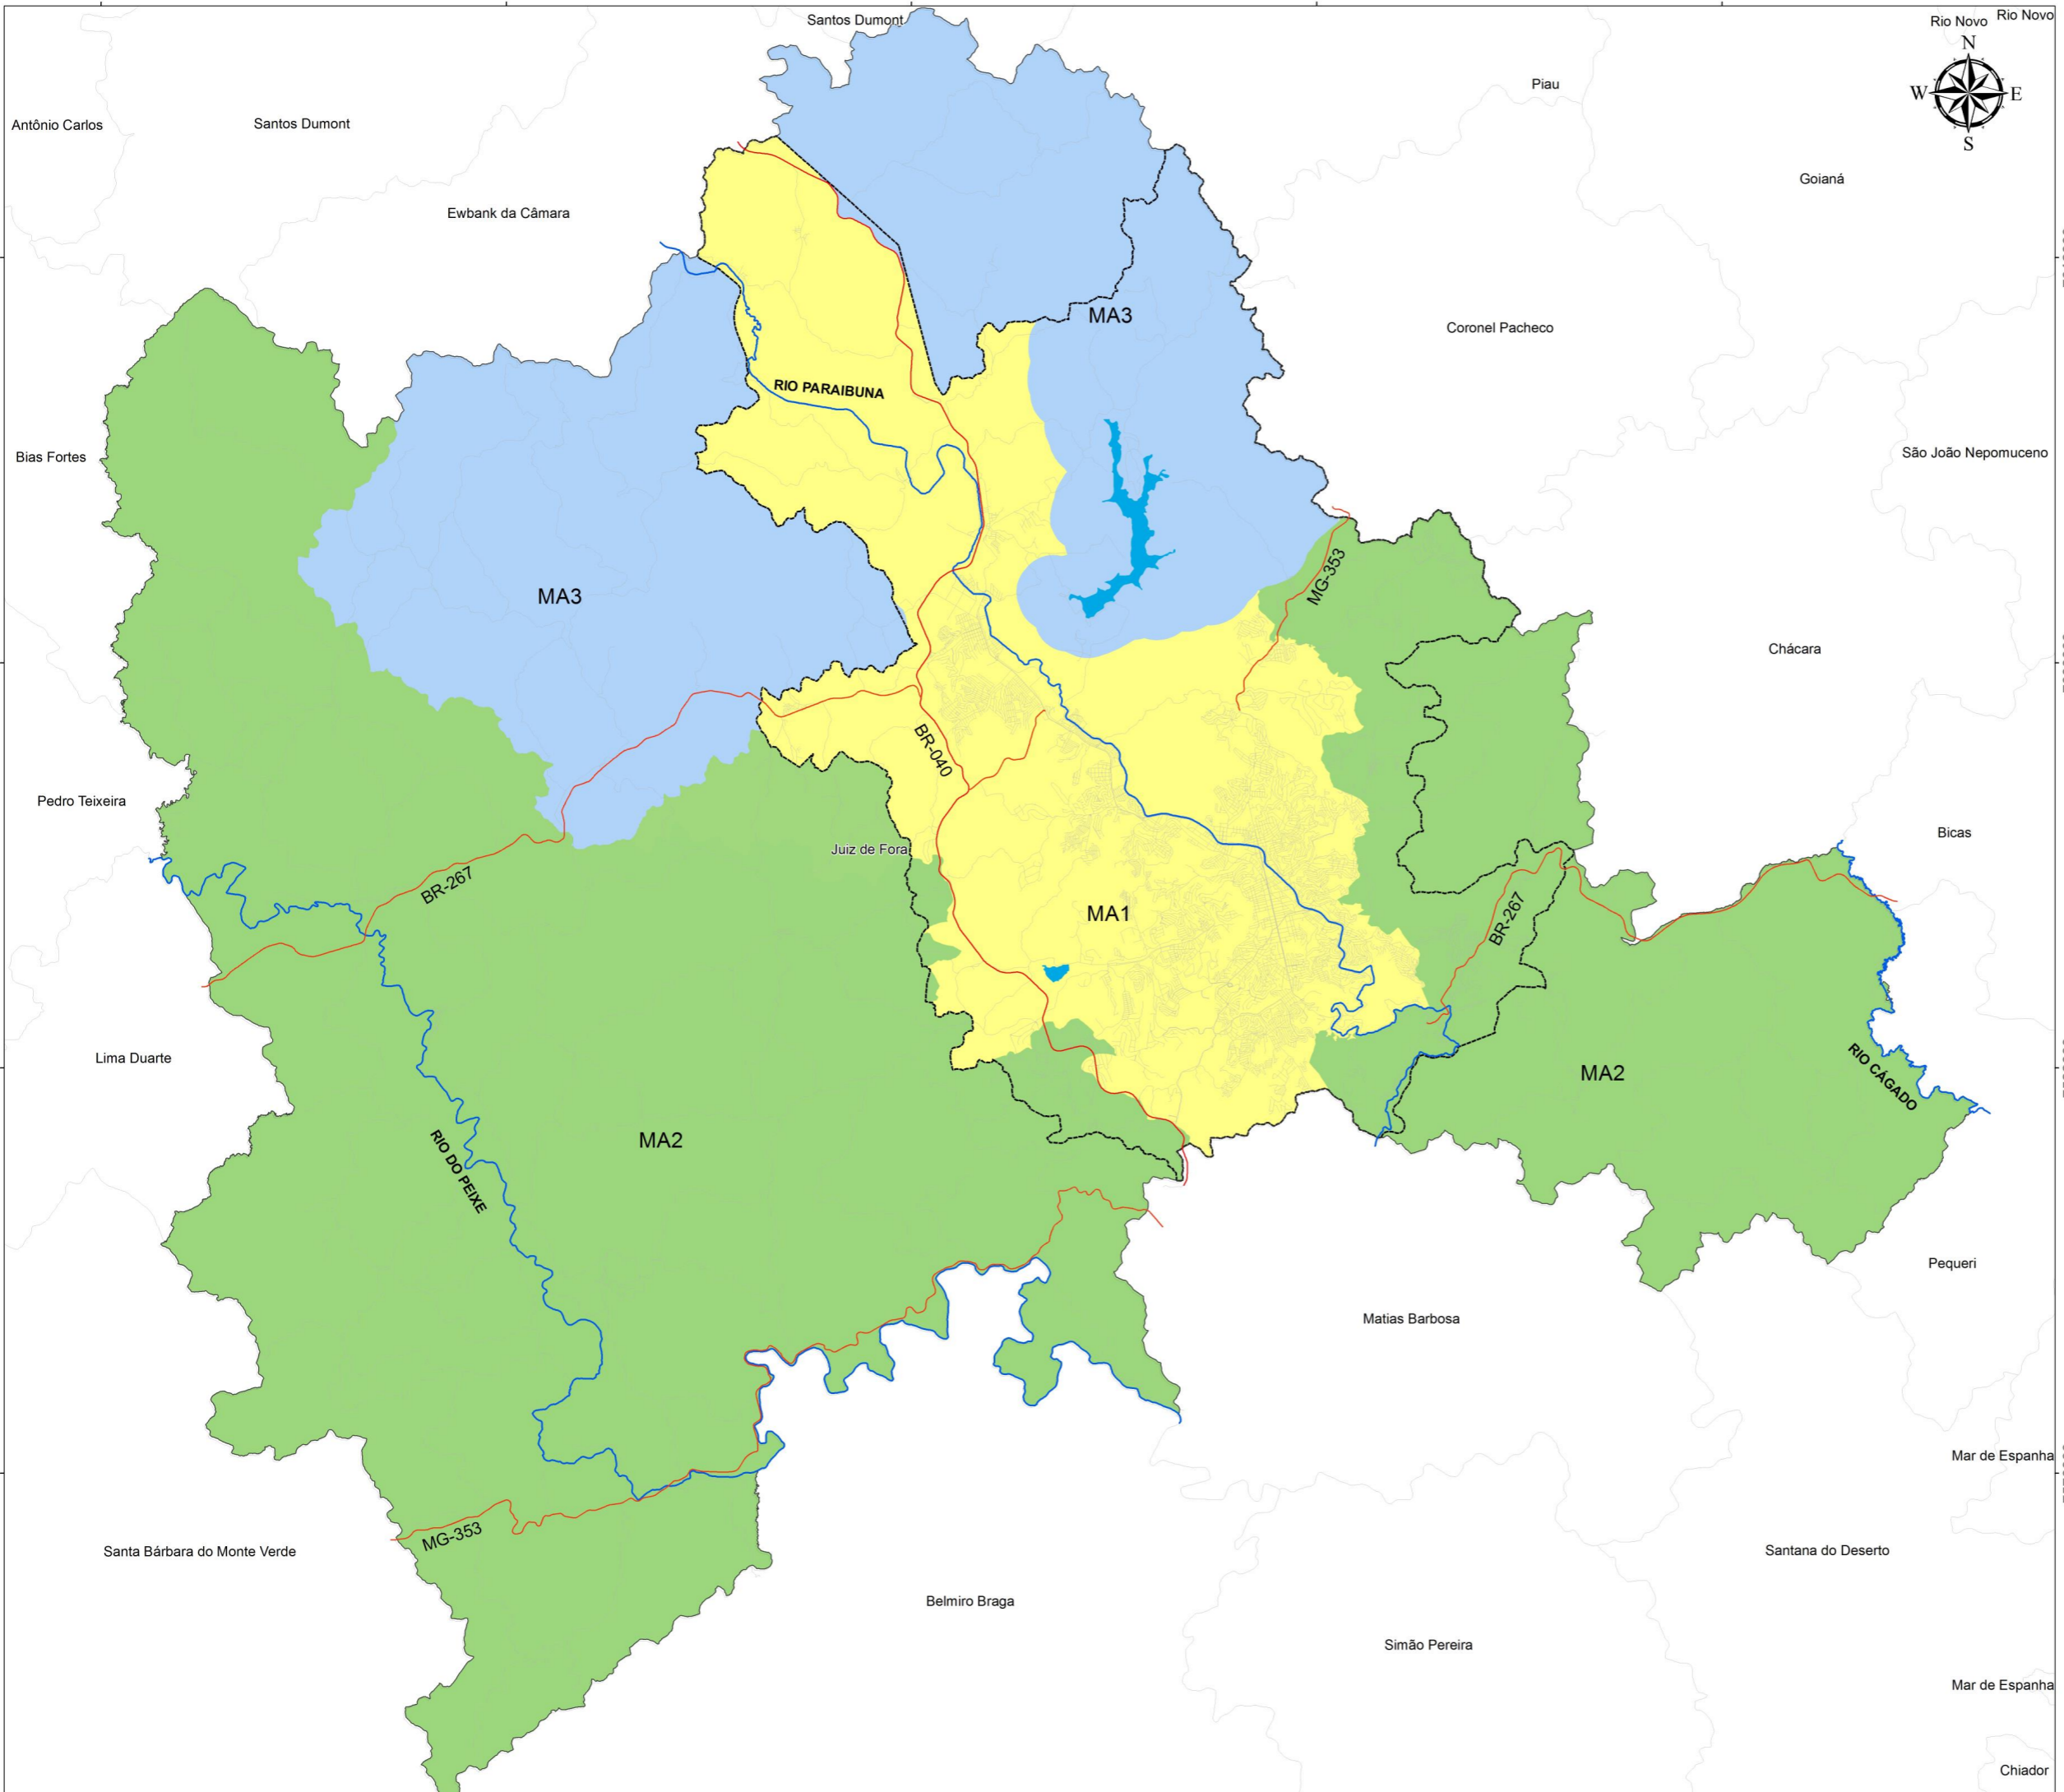 Santos Dumont
Rio Novo
Rio Novo
N
W
E
S
Piau
Antônio Carlos
Santos Dumont
Goianá
Ewbank da Câmara
MA3
Coronel Pacheco
RIO PARAIBUNA
Bias Fortes
São João Nepomuceno
MG-353
MA3
Chácara
BR-040
Pedro Teixeira
Bicas
Juiz de Fora
BR-267
MA1
BR-267
Lima Duarte
MA2
RIO CÁGADO
MA2
RIO DO PEIXE
Pequeri
Matias Barbosa
Mar de Espanha
MG-353
Santa Bárbara do Monte Verde
Santana do Deserto
Belmiro Braga
Simão Pereira
Mar de Espanha
Chiador